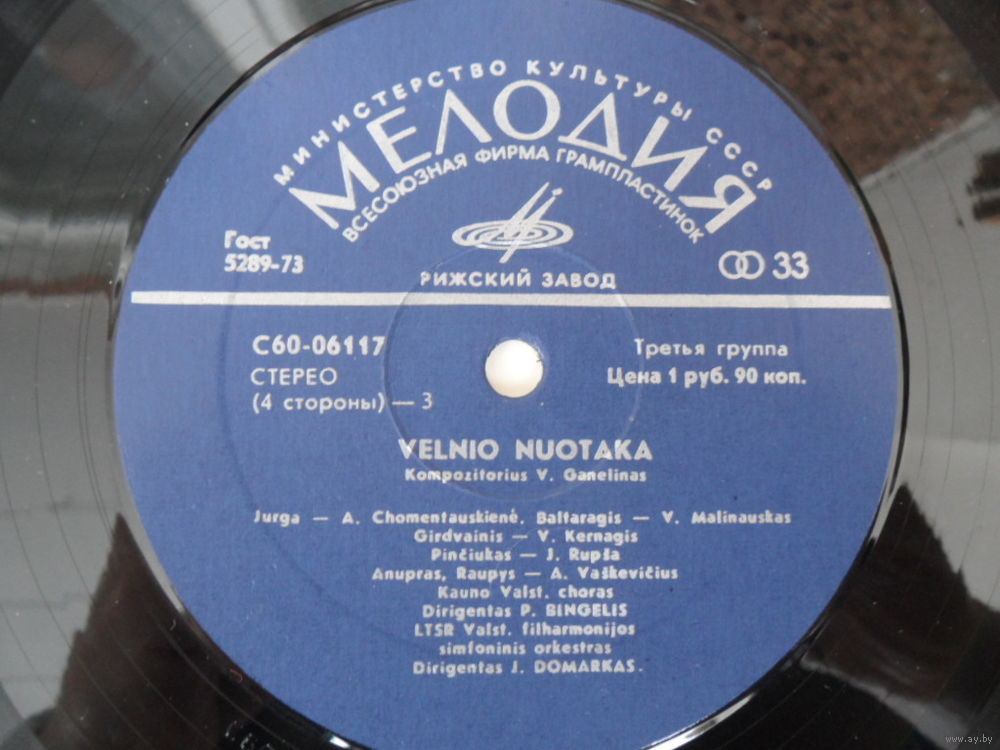 МИНИСТЕРСТВО КУЛЬТУРЫ СССР
МЕЛОДИЯ
ВСЕСОЮЗНАЯ ФИРМА ГРАМПЛАСТИНОК
Гост
5289-73
33
РИЖСКИЙ ЗАВОД
С60-06117
СТЕРЕО
(4 стороны) — 3
Третья группа
Цена 1 руб. 90 коп.
VELNIO NUOTAKA
Kompozitorius V. Ganelinas
Jurga — A. Chomentauskienė, Baltaragis — V. Malinauskas
Girdvainis — V. Kernagis
Pinčiukas — J. Rupša
Anupras, Raupys — A. Vaškevičius
Kauno Valst. choras
Dirigentas P. BINGELIS
LTSR Valst. filharmonijos
simfoninis orkestras
Dirigentas J. DOMARKAS.
www.ay.by